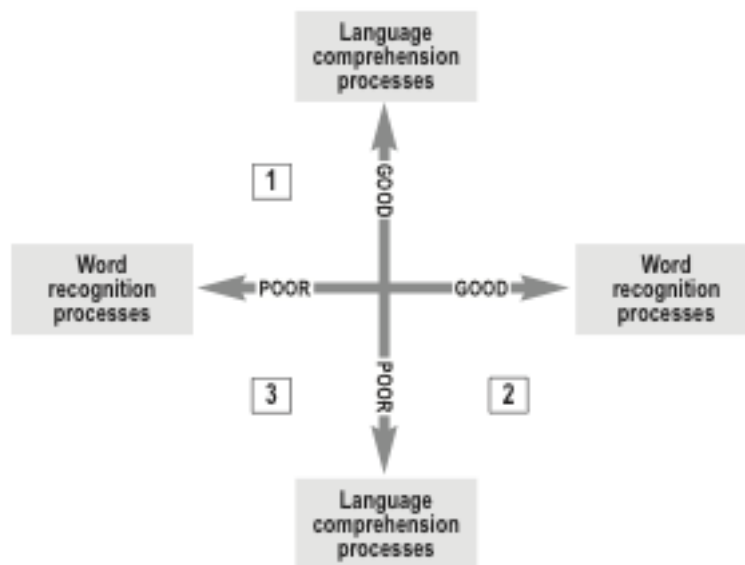 Language
comprehension
processes
GOOD
1
Word
recognition
processes
POOR
GOOD
Word
recognition
processes
POOR
3
2
Language
comprehension
processes